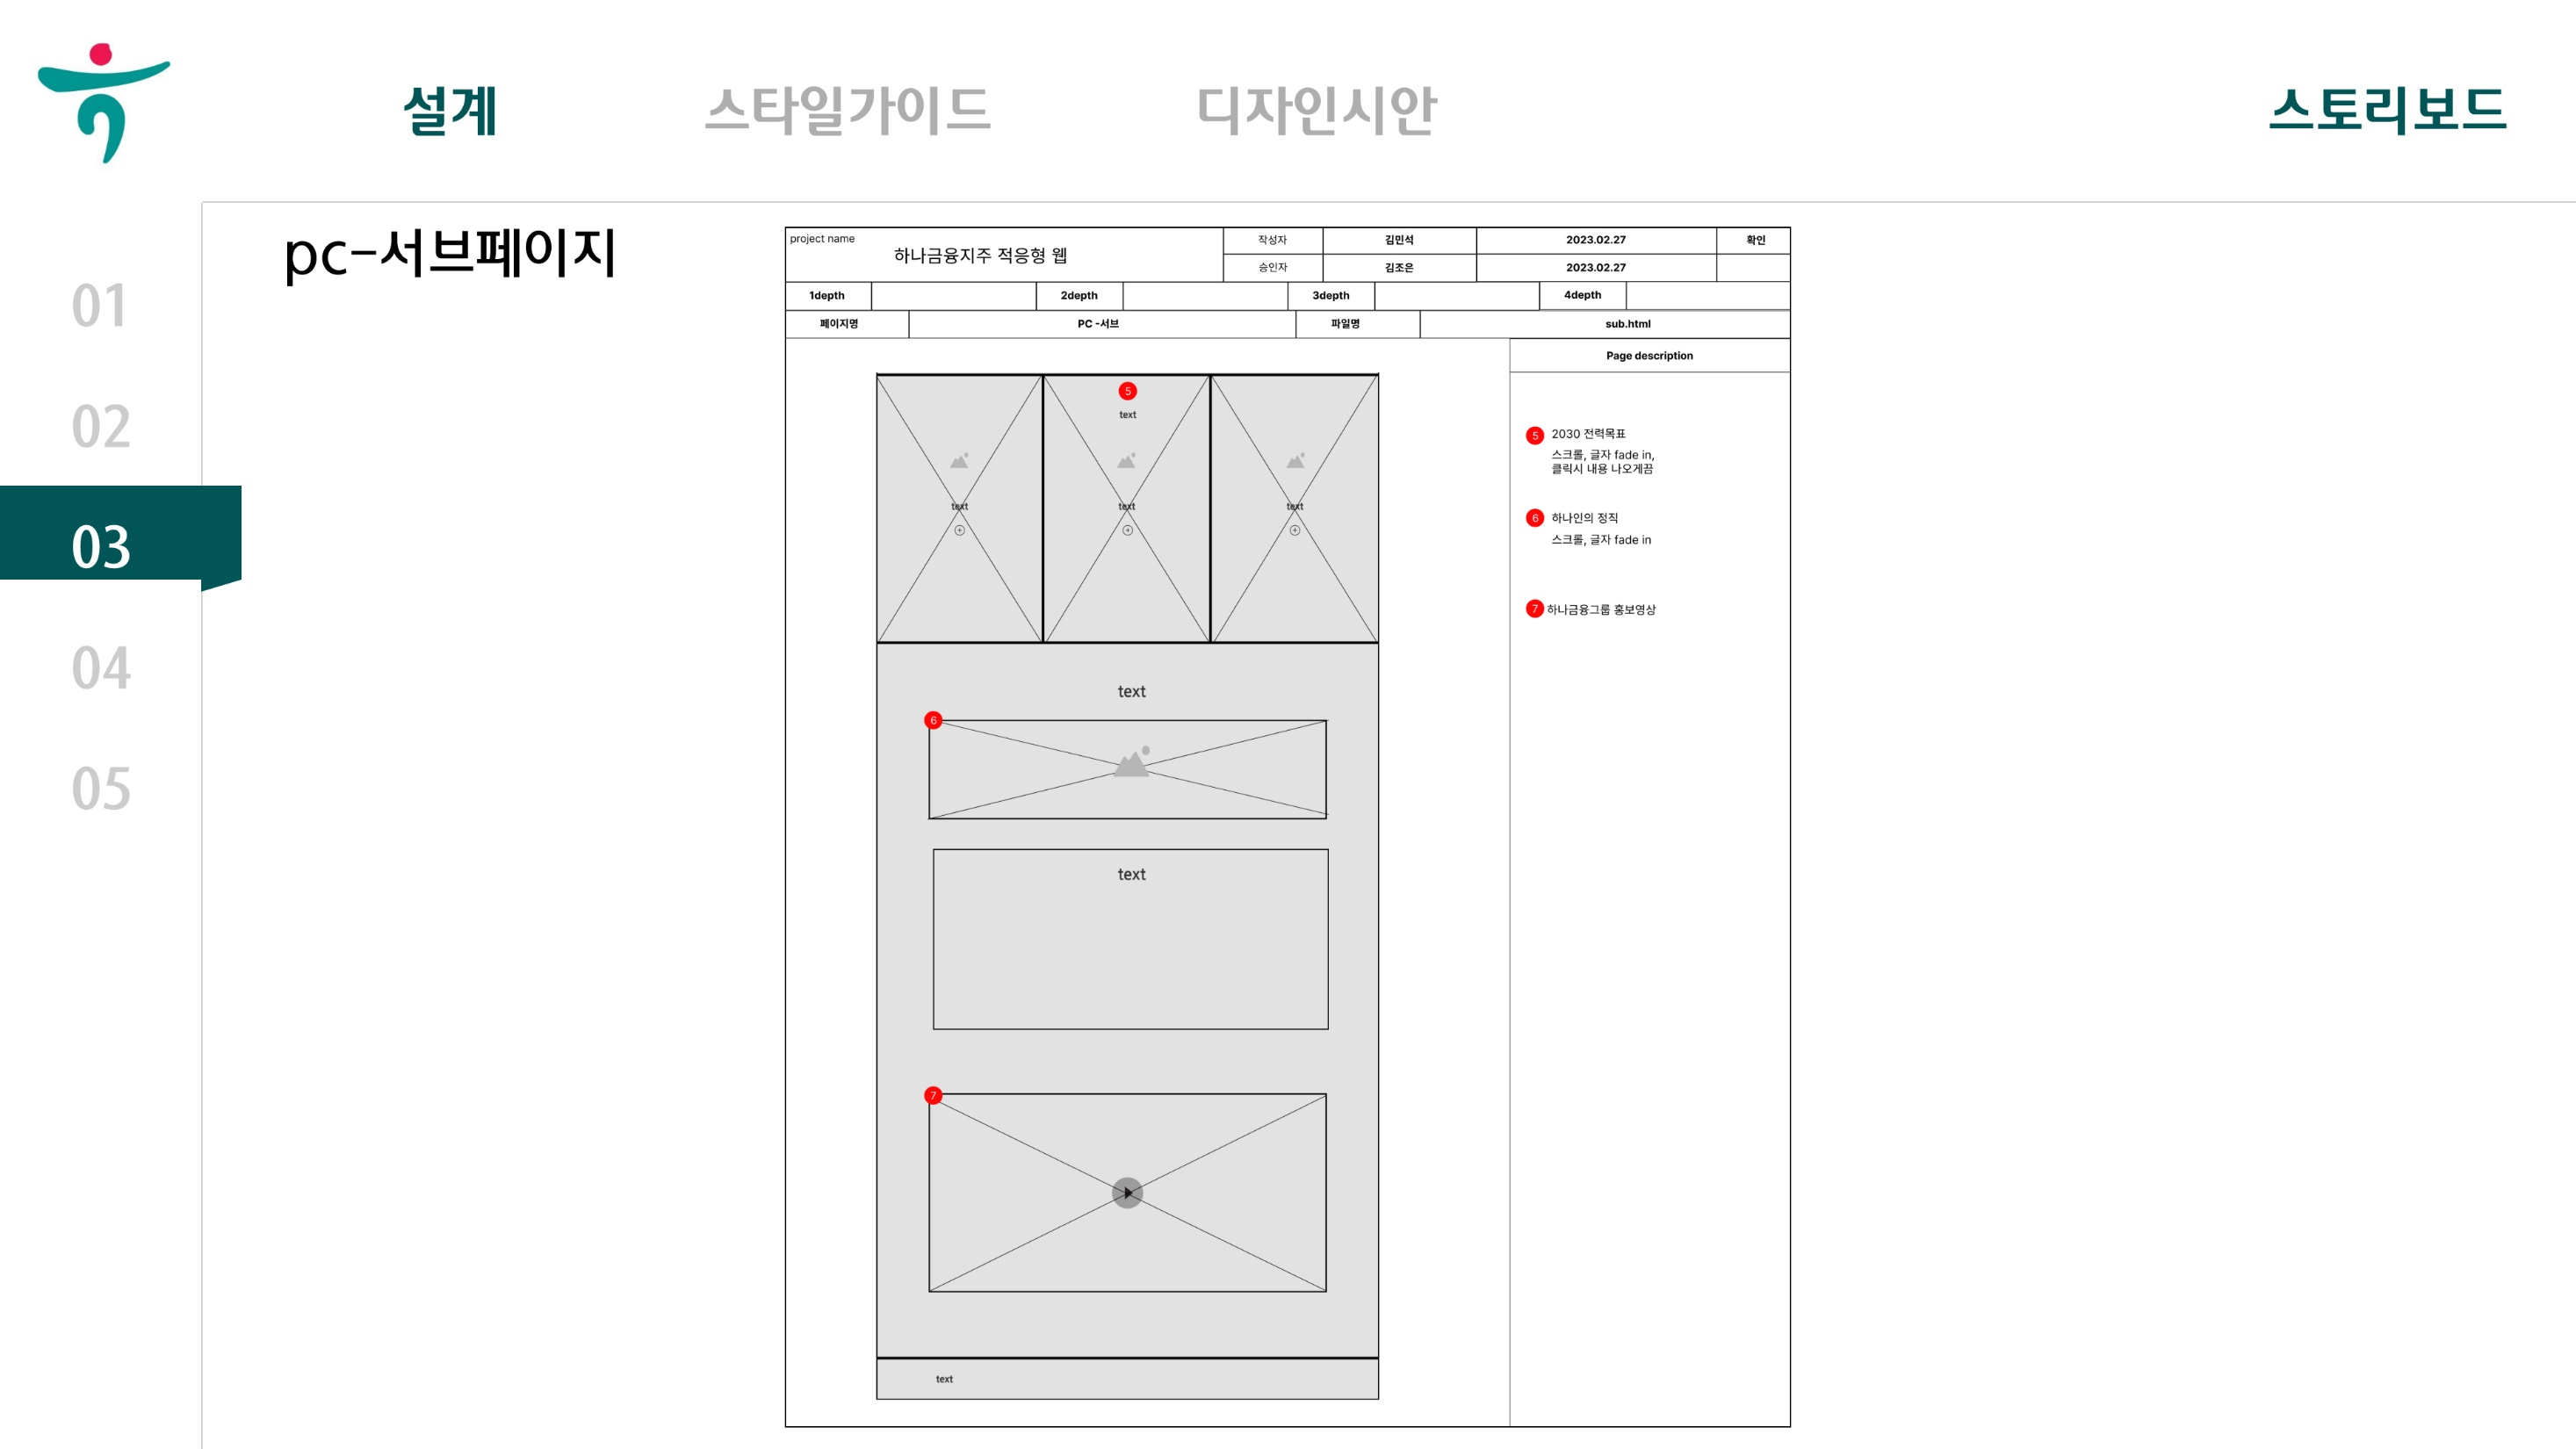 설계
스타일가이드
디자인시안
스토리보드
pc-서브페이지
01
02
03
04
05
project name
하나금융지주 적응형 웹
작성자
김민석
2023.02.27
확인
승인자
김조은
2023.02.27
1depth
2depth
3depth
4depth
페이지명
PC -서브
파일명
sub.html
Page description
5
text
text
text
text
5 2030 전력목표
스크롤, 글자 fade in,
클릭시 내용 나오게끔
6 하나인의 정직
스크롤, 글자 fade in
7 하나금융그룹 홍보영상
text
6
text
7
text